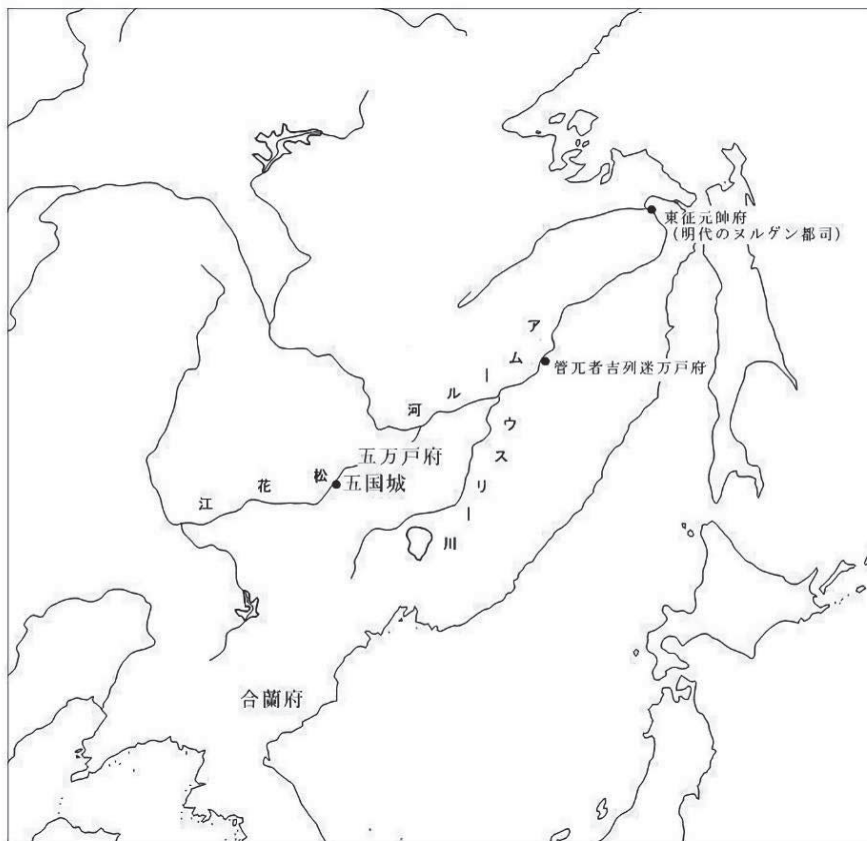 東征元帥府
(明代のヌルゲン都司)
アムール河
管兀者吉列迷万戸府
ウスリー川
五万戸府
松花江
五国城
合蘭府